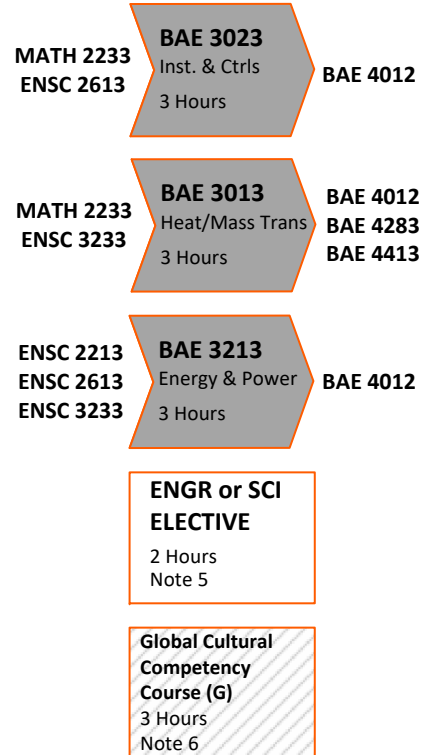 MATH 2233
ENSC 2613
BAE 3023
Inst. & Ctrls
3 Hours
BAE 4012
MATH 2233
ENSC 3233
BAE 3013
Heat/Mass Trans
3 Hours
BAE 4012
BAE 4283
BAE 4413
ENSC 2213
ENSC 2613
ENSC 3233
BAE 3213
Energy & Power
3 Hours
BAE 4012
ENGR or SCI
ELECTIVE
2 Hours
Note 5
Global Cultural
Competency
Course (G)
3 Hours
Note 6